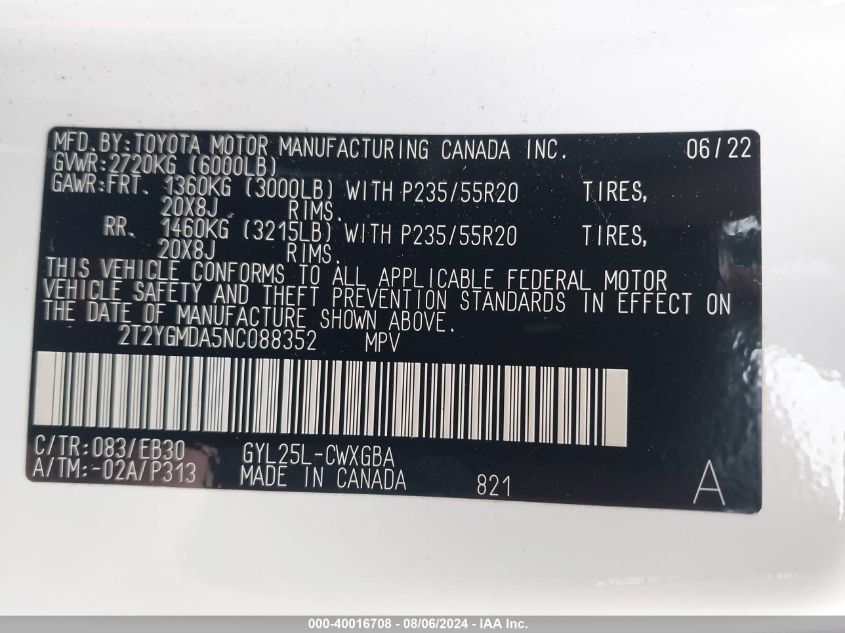 MFD. BY: TOYOTA MOTOR MANUFACTURING CANADA INC. 06/22
GVWR: 2720KG (6000LB)
GAWR: FRT. 1360KG (3000LB) WITH P235/55R20 TIRES,
20X8J RIMS.
RR. 1460KG (3215LB) WITH P235/55R20 TIRES,
20X8J RIMS.
THIS VEHICLE CONFORMS TO ALL APPLICABLE FEDERAL MOTOR
VEHICLE SAFETY AND THEFT PREVENTION STANDARDS IN EFFECT ON
THE DATE OF MANUFACTURE SHOWN ABOVE.
2T2YGMDA5NC088352 MPV
C/TR: 083/EB30 GYL25L-CWXGBA
A/TM: -02A/P313 MADE IN CANADA 821 A
000-40016708 - 08/06/2024 - IAA Inc.